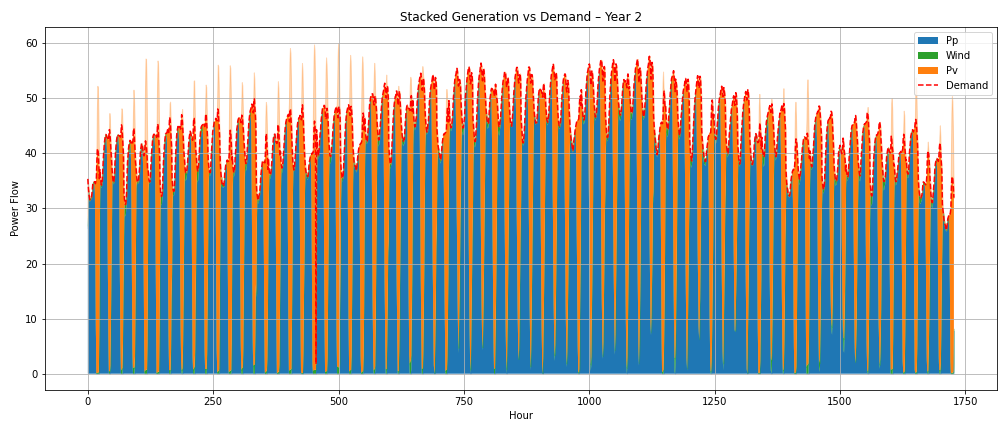 Stacked Generation vs Demand – Year 2
Power Flow
60
50
40
30
20
10
0
Pp
Wind
Pv
Demand
0 250 500 750 1000 1250 1500 1750
Hour